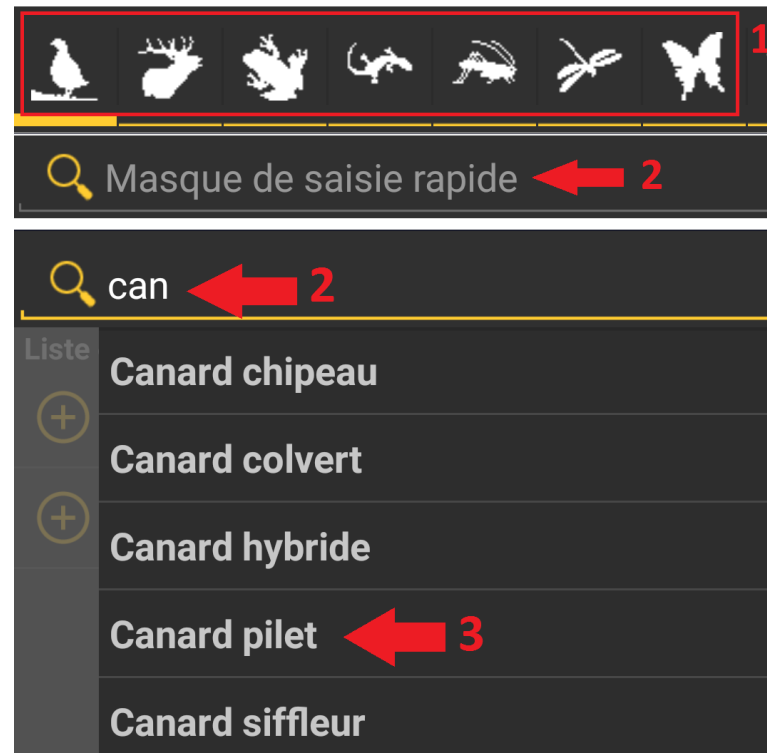 1
Masque de saisie rapide 2
can 2
Liste
Canard chipeau
Canard colvert
Canard hybride
Canard pilet 3
Canard siffleur